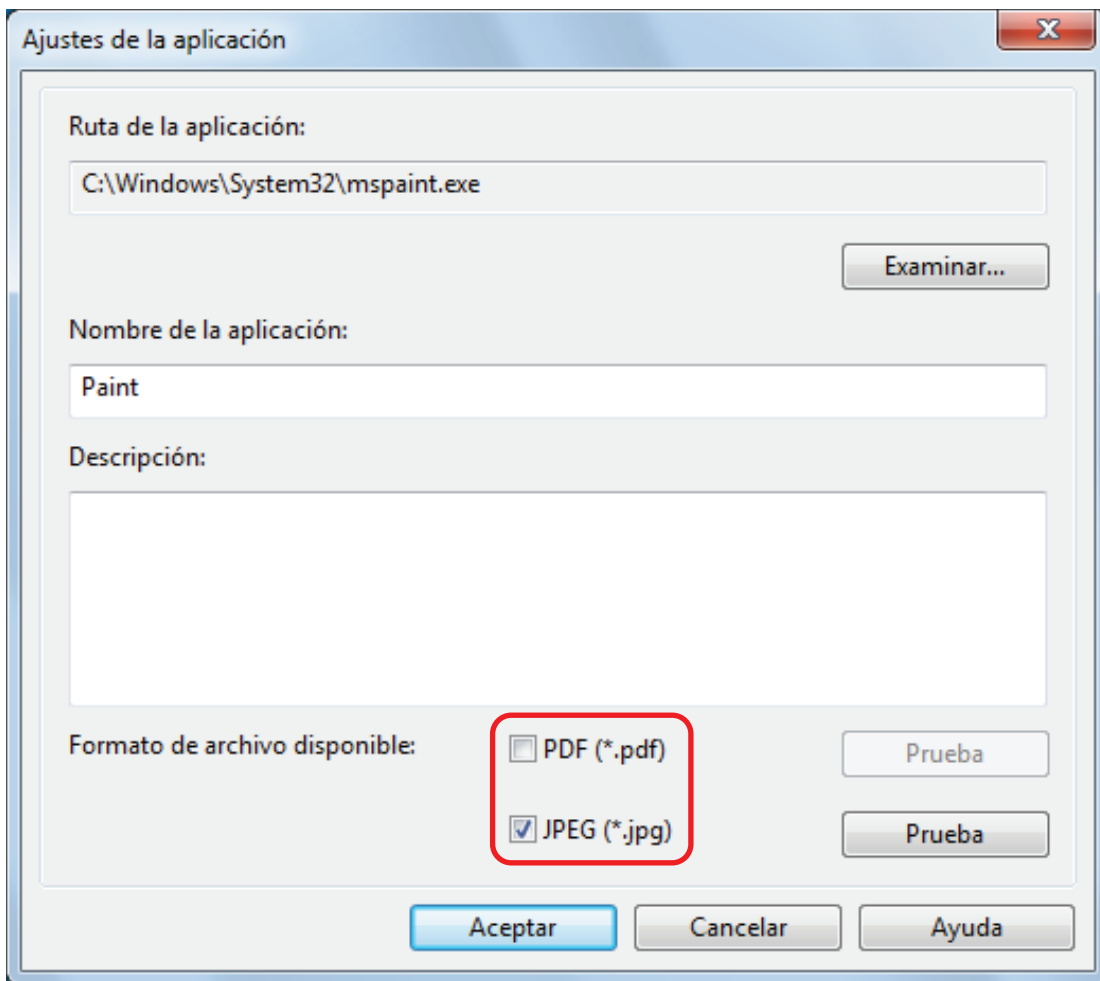 Ajustes de la aplicación
Ruta de la aplicación:
C:\Windows\System32\mspaint.exe
Examinar...
Nombre de la aplicación:
Paint
Descripción:
Formato de archivo disponible:
PDF (*.pdf)
Prueba
JPEG (*.jpg)
Prueba
Aceptar
Cancelar
Ayuda